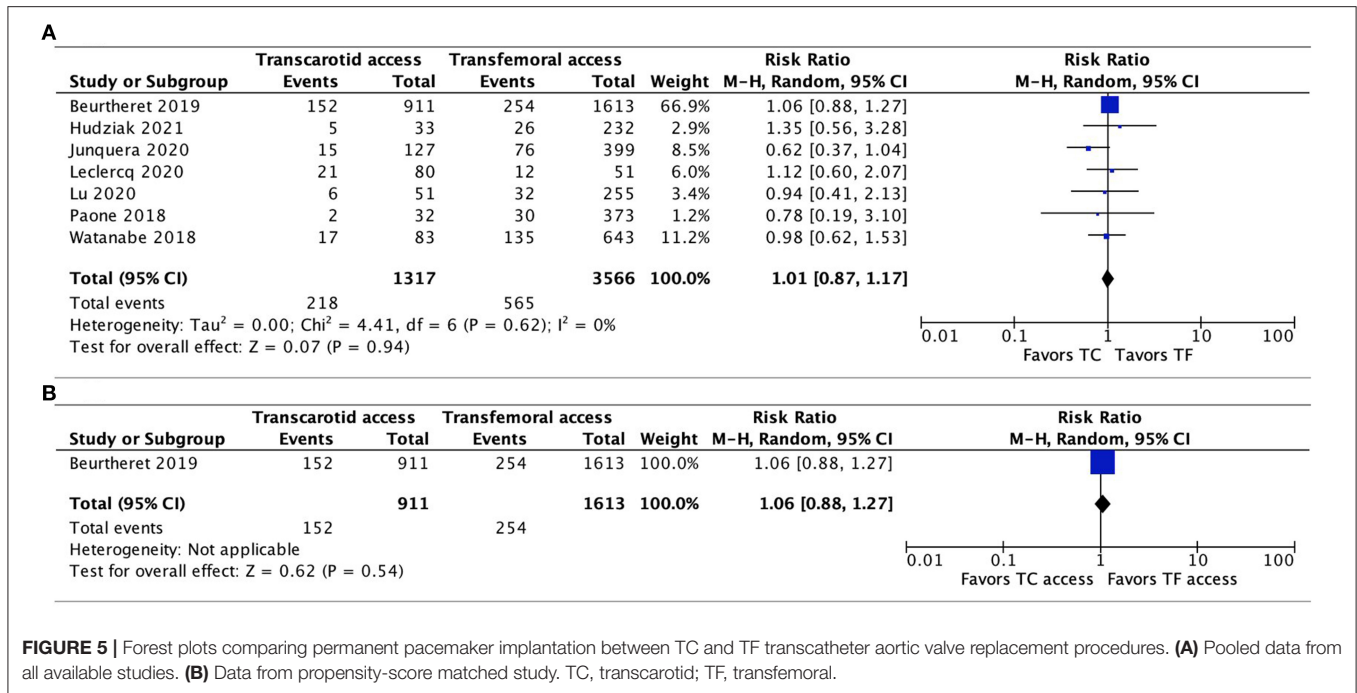 A
Transcarotid access Transfemoral access Risk Ratio Risk Ratio
Study or Subgroup Events Total Events Total Weight M-H, Random, 95% CI M-H, Random, 95% CI
Beurtheret 2019 152 911 254 1613 66.9% 1.06 [0.88, 1.27]
Hudziak 2021 5 33 26 232 2.9% 1.35 [0.56, 3.28]
Junquera 2020 15 127 76 399 8.5% 0.62 [0.37, 1.04]
Leclercq 2020 21 80 12 51 6.0% 1.12 [0.60, 2.07]
Lu 2020 6 51 32 255 3.4% 0.94 [0.41, 2.13]
Paone 2018 2 32 30 373 1.2% 0.78 [0.19, 3.10]
Watanabe 2018 17 83 135 643 11.2% 0.98 [0.62, 1.53]
Total (95% CI) 1317 3566 100.0% 1.01 [0.87, 1.17]
Total events 218 565
Heterogeneity: Tau² = 0.00; Chi² = 4.41, df = 6 (P = 0.62); I² = 0%
Test for overall effect: Z = 0.07 (P = 0.94)
0.01 0.1 1 10 100
Favors TC Tavors TF
B
Transcarotid access Transfemoral access Risk Ratio Risk Ratio
Study or Subgroup Events Total Events Total Weight M-H, Random, 95% CI M-H, Random, 95% CI
Beurtheret 2019 152 911 254 1613 100.0% 1.06 [0.88, 1.27]
Total (95% CI) 911 1613 100.0% 1.06 [0.88, 1.27]
Total events 152 254
Heterogeneity: Not applicable
Test for overall effect: Z = 0.62 (P = 0.54)
0.01 0.1 1 10 100
Favors TC access Favors TF access
FIGURE 5 | Forest plots comparing permanent pacemaker implantation between TC and TF transcatheter aortic valve replacement procedures. (A) Pooled data from
all available studies. (B) Data from propensity-score matched study. TC, transcarotid; TF, transfemoral.